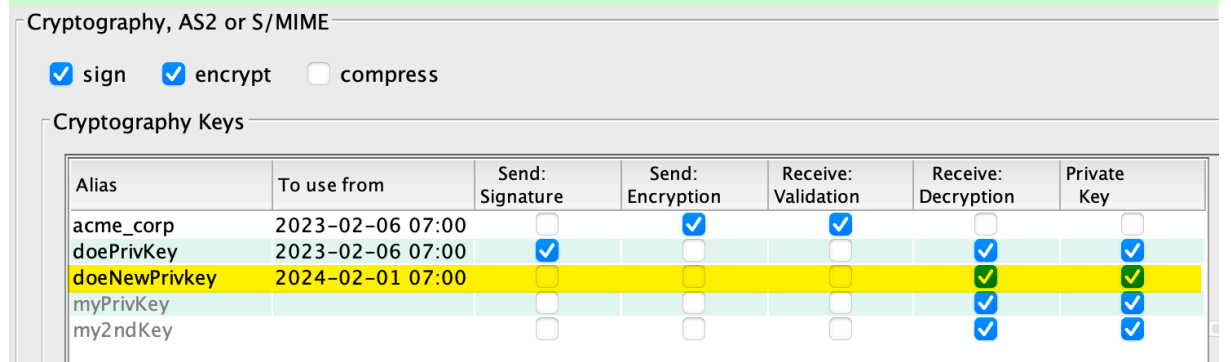 Cryptography, AS2 or S/MIME
sign encrypt compress
Cryptography Keys
Alias To use from Send: Signature Send: Encryption Receive: Validation Receive: Decryption Private Key
acme_corp 2023-02-06 07:00
doePrivKey 2023-02-06 07:00
doeNewPrivkey 2024-02-01 07:00
myPrivKey
my2ndKey